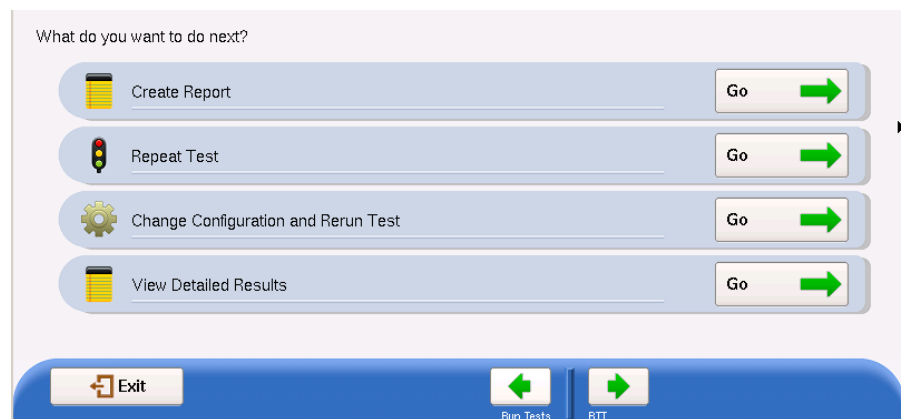 What do you want to do next?
Create Report
Go
Repeat Test
Go
Change Configuration and Rerun Test
Go
View Detailed Results
Go
Exit
Run Tests
RTT